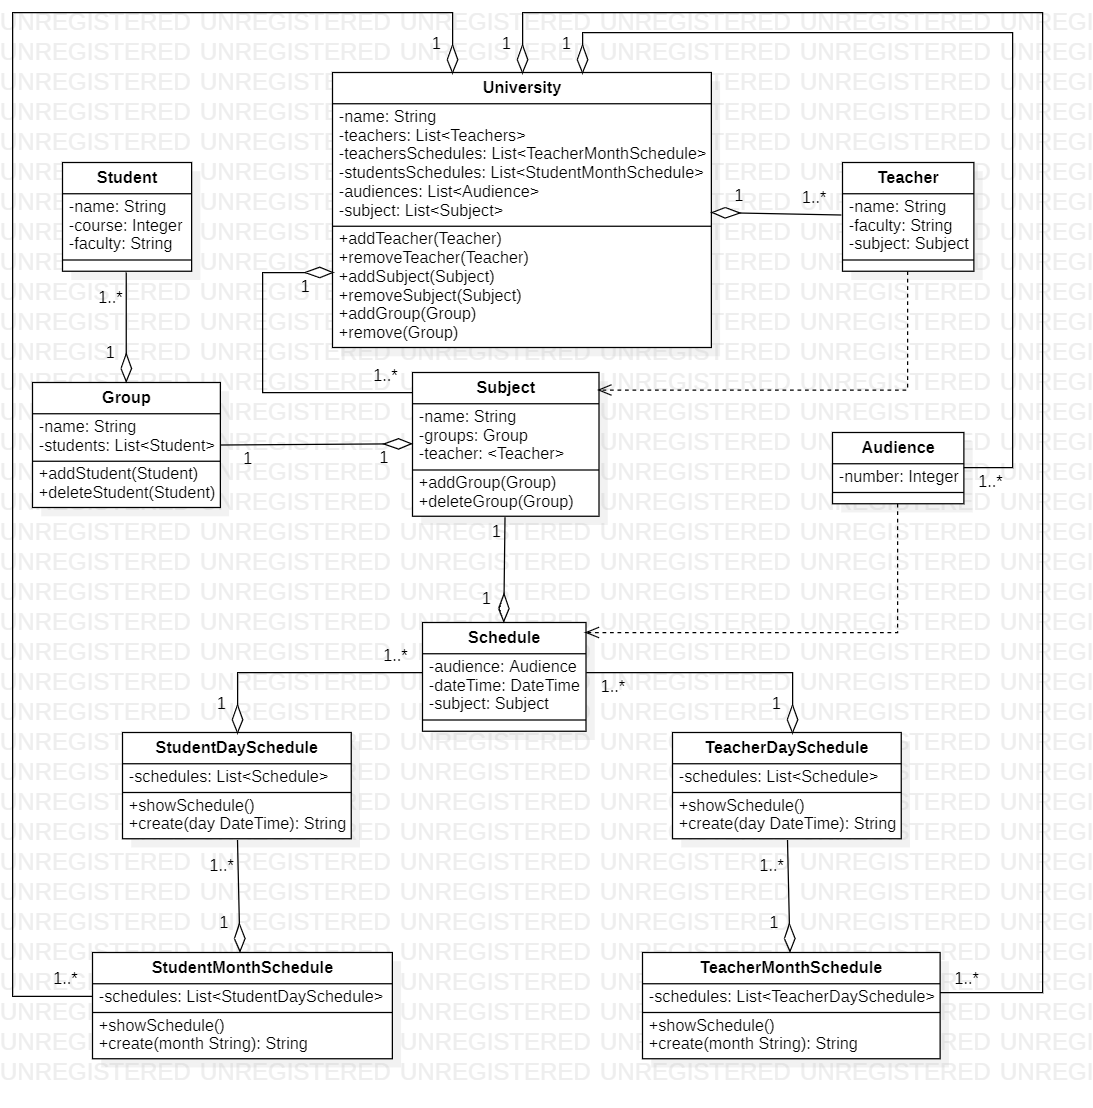 1
1
1
University
-name: String
-teachers: List<Teachers>
-teachersSchedules: List<TeacherMonthSchedule>
-studentsSchedules: List<StudentMonthSchedule>
-audiences: List<Audience>
-subject: List<Subject>
+addTeacher(Teacher)
+removeTeacher(Teacher)
+addSubject(Subject)
+removeSubject(Subject)
+addGroup(Group)
+remove(Group)
Student
-name: String
-course: Integer
-faculty: String
1
1..*
Teacher
-name: String
-faculty: String
-subject: Subject
1..*
1
1
1..*
Group
-name: String
-students: List<Student>
+addStudent(Student)
+deleteStudent(Student)
1
1
Subject
-name: String
-groups: Group
-teacher: <Teacher>
+addGroup(Group)
+deleteGroup(Group)
Audience
-number: Integer
1..*
1
1
Schedule
-audience: Audience
-dateTime: DateTime
-subject: Subject
1..*
1..*
1
1
StudentDaySchedule
-schedules: List<Schedule>
+showSchedule()
+create(day DateTime): String
TeacherDaySchedule
-schedules: List<Schedule>
+showSchedule()
+create(day DateTime): String
1..*
1..*
1
1
1..*
StudentMonthSchedule
-schedules: List<StudentDaySchedule>
+showSchedule()
+create(month String): String
TeacherMonthSchedule
-schedules: List<TeacherDaySchedule>
+showSchedule()
+create(month String): String
1..*
UNREGISTERED